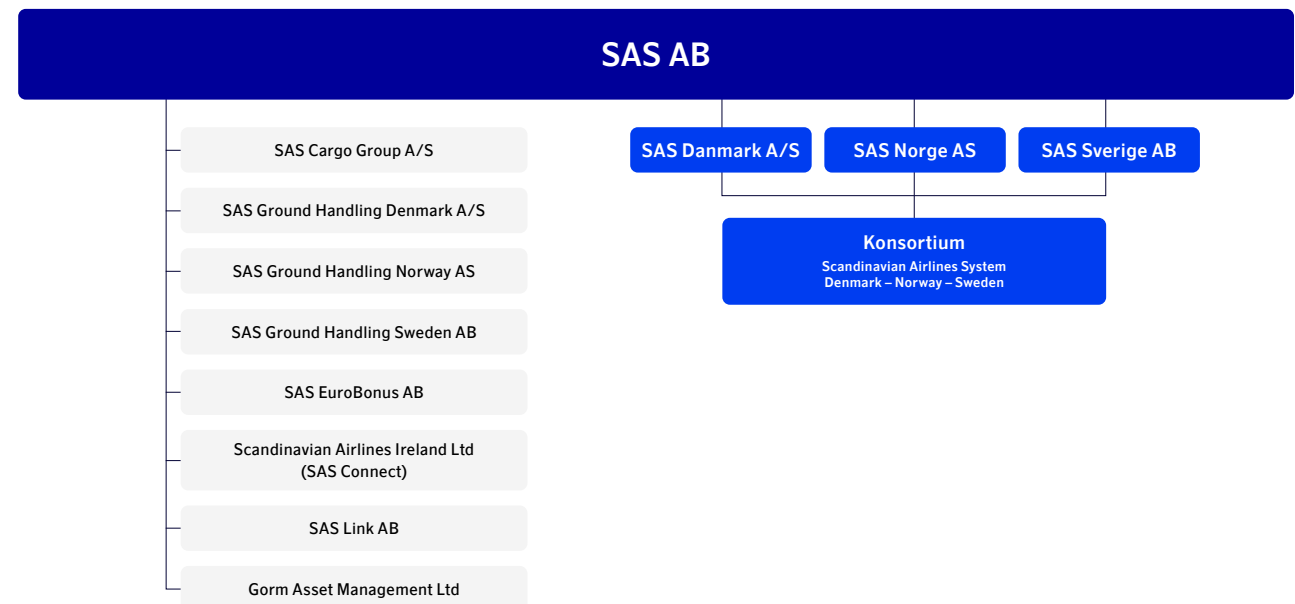 SAS AB
SAS Cargo Group A/S
SAS Ground Handling Denmark A/S
SAS Ground Handling Norway AS
SAS Ground Handling Sweden AB
SAS EuroBonus AB
Scandinavian Airlines Ireland Ltd
(SAS Connect)
SAS Link AB
Gorm Asset Management Ltd
SAS Danmark A/S
SAS Norge AS
SAS Sverige AB
Konsortium
Scandinavian Airlines System
Denmark – Norway – Sweden